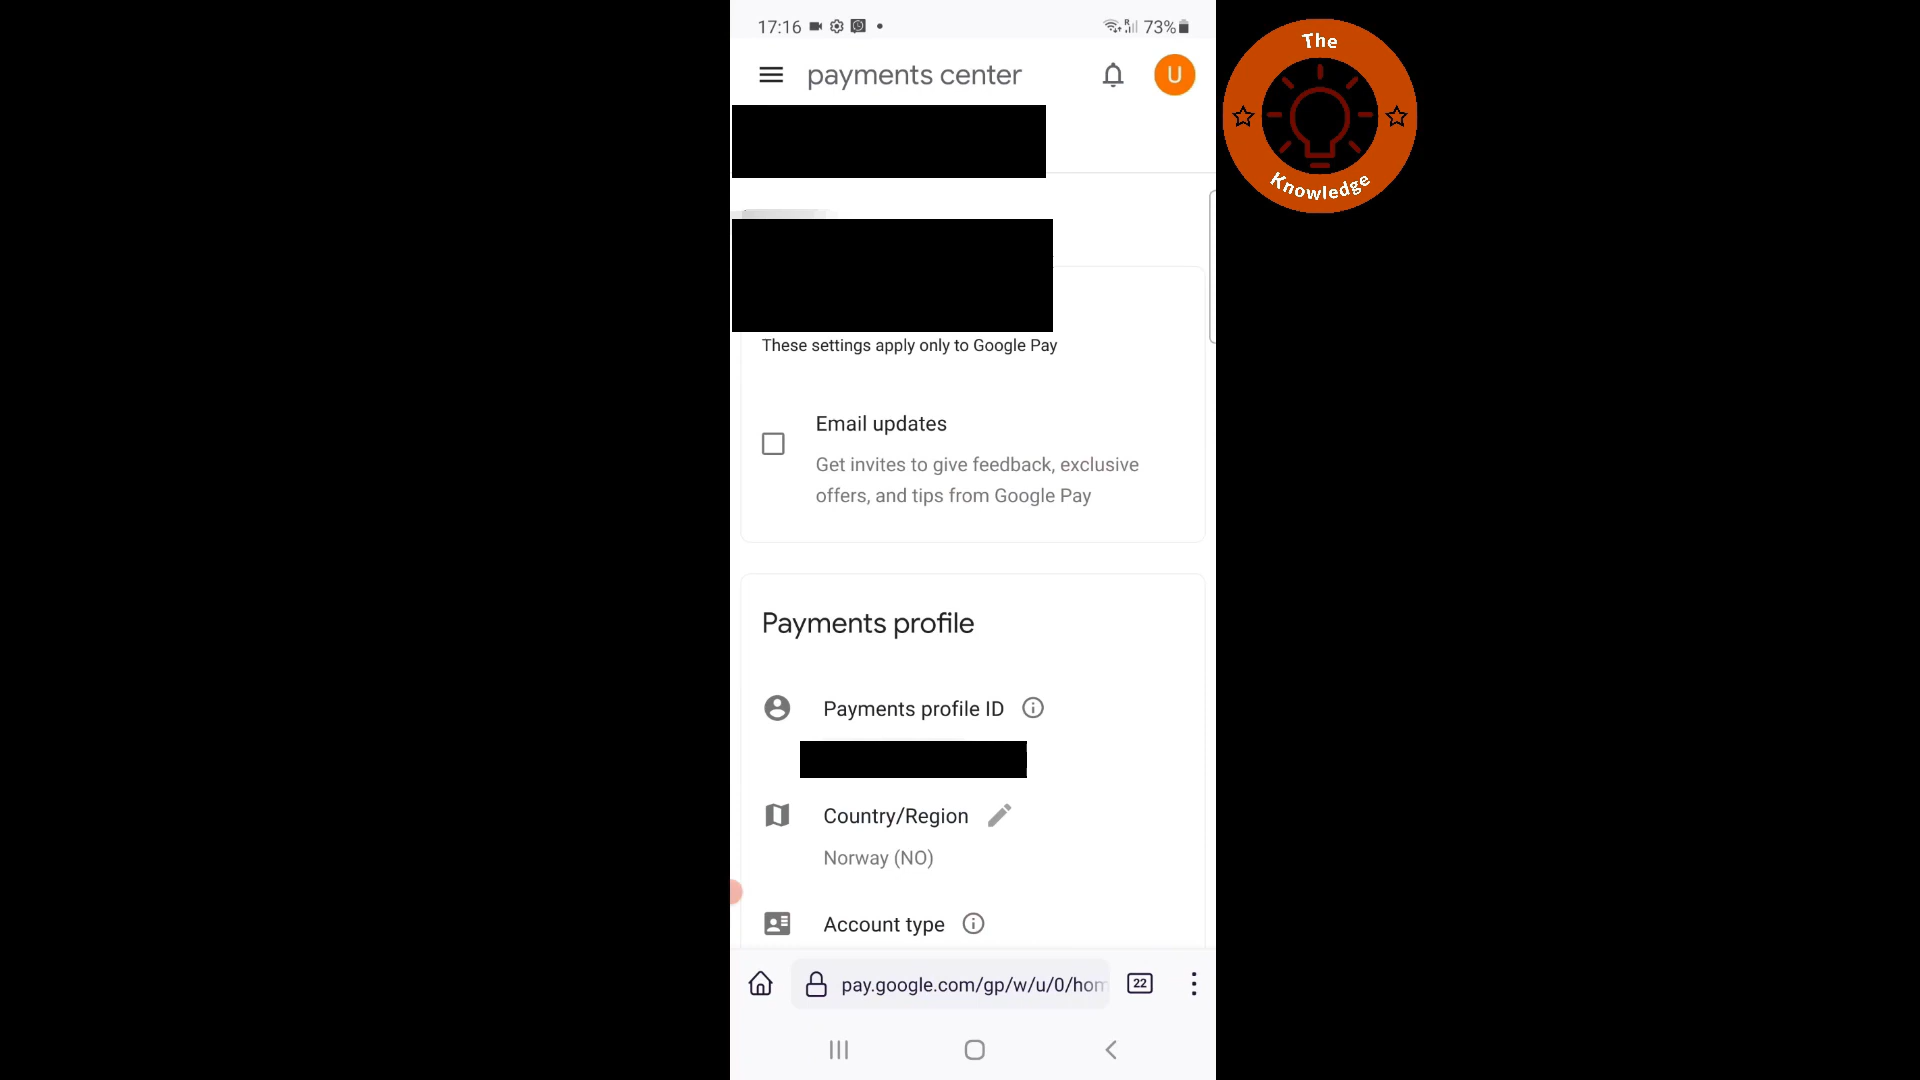 17:16
73%
payments center
U
The
Knowledge
These settings apply only to Google Pay
Email updates
Get invites to give feedback, exclusive
offers, and tips from Google Pay
Payments profile
Payments profile ID
Country/Region
Norway (NO)
Account type
pay.google.com/gp/w/u/0/hom
22